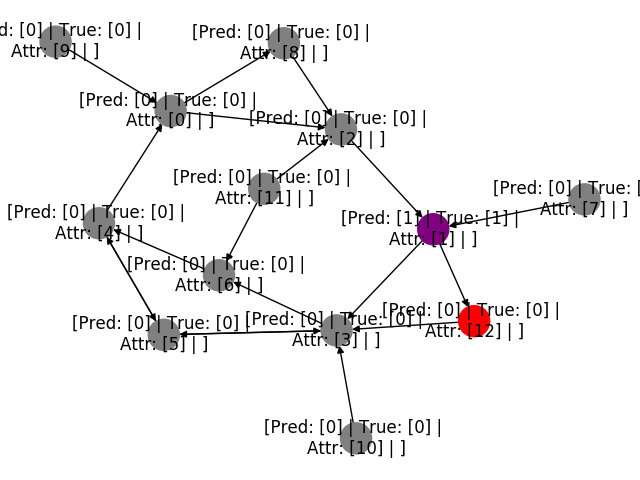 d: [0] | True: [0] |
Attr: [9] | ]
[Pred: [0] | True: [0] |
Attr: [8] | ]
[Pred: [0] | True: [0] |
Attr: [0] | ]
[Pred: [0] | True: [0] |
Attr: [2] | ]
[Pred: [0] | True: [0] |
Attr: [11] | ]
[Pred: [0] | True: [
Attr: [7] | ]
[Pred: [0] | True: [0] |
Attr: [4] | ]
[Pred: [1] | True: [1] |
Attr: [1] | ]
[Pred: [0] | True: [0] |
Attr: [6] | ]
[Pred: [0] | True: [0] |
Attr: [5] | ]
[Pred: [0] | True: [0] |
Attr: [3] | ]
[Pred: [0] | True: [0] |
Attr: [12] | ]
[Pred: [0] | True: [0] |
Attr: [10] | ]